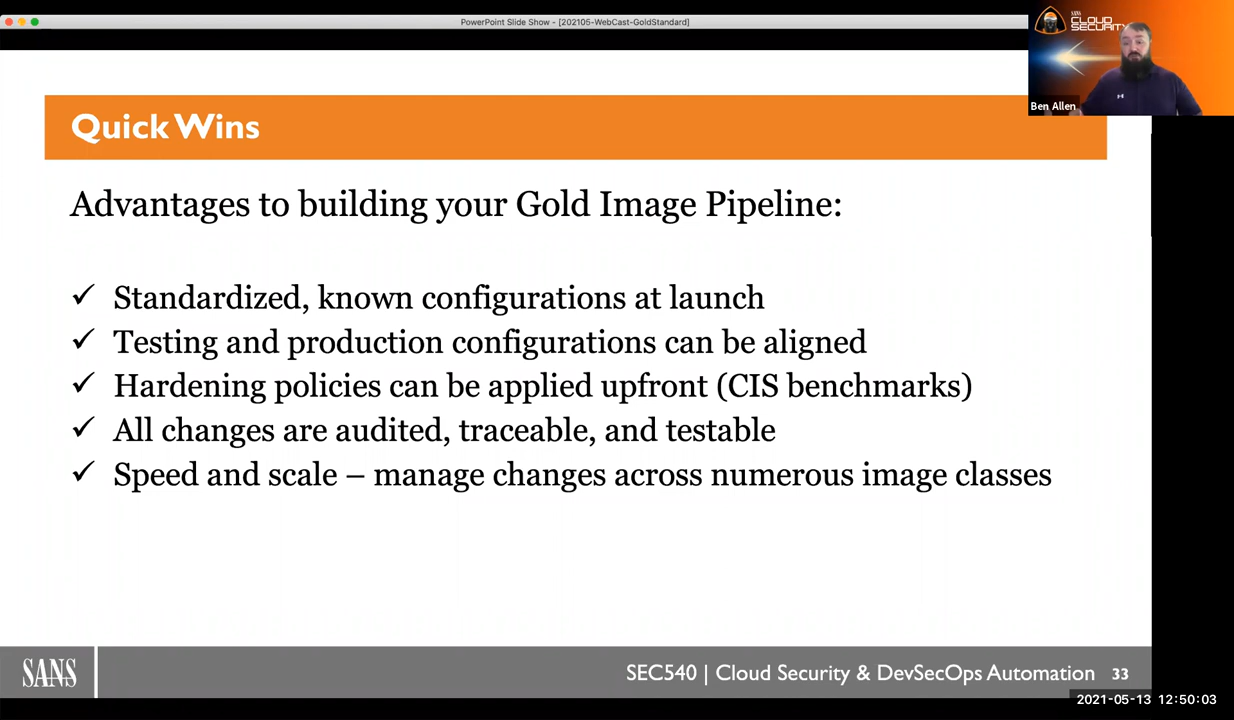 PowerPoint Slide Show - [202105-WebCast-GoldStandard]
SANS
CLOUD
SECURITY
Ben Allen
Quick Wins
Advantages to building your Gold Image Pipeline:
✓ Standardized, known configurations at launch
✓ Testing and production configurations can be aligned
✓ Hardening policies can be applied upfront (CIS benchmarks)
✓ All changes are audited, traceable, and testable
✓ Speed and scale – manage changes across numerous image classes
SANS
SEC540 | Cloud Security & DevSecOps Automation 33
2021-05-13 12:50:03